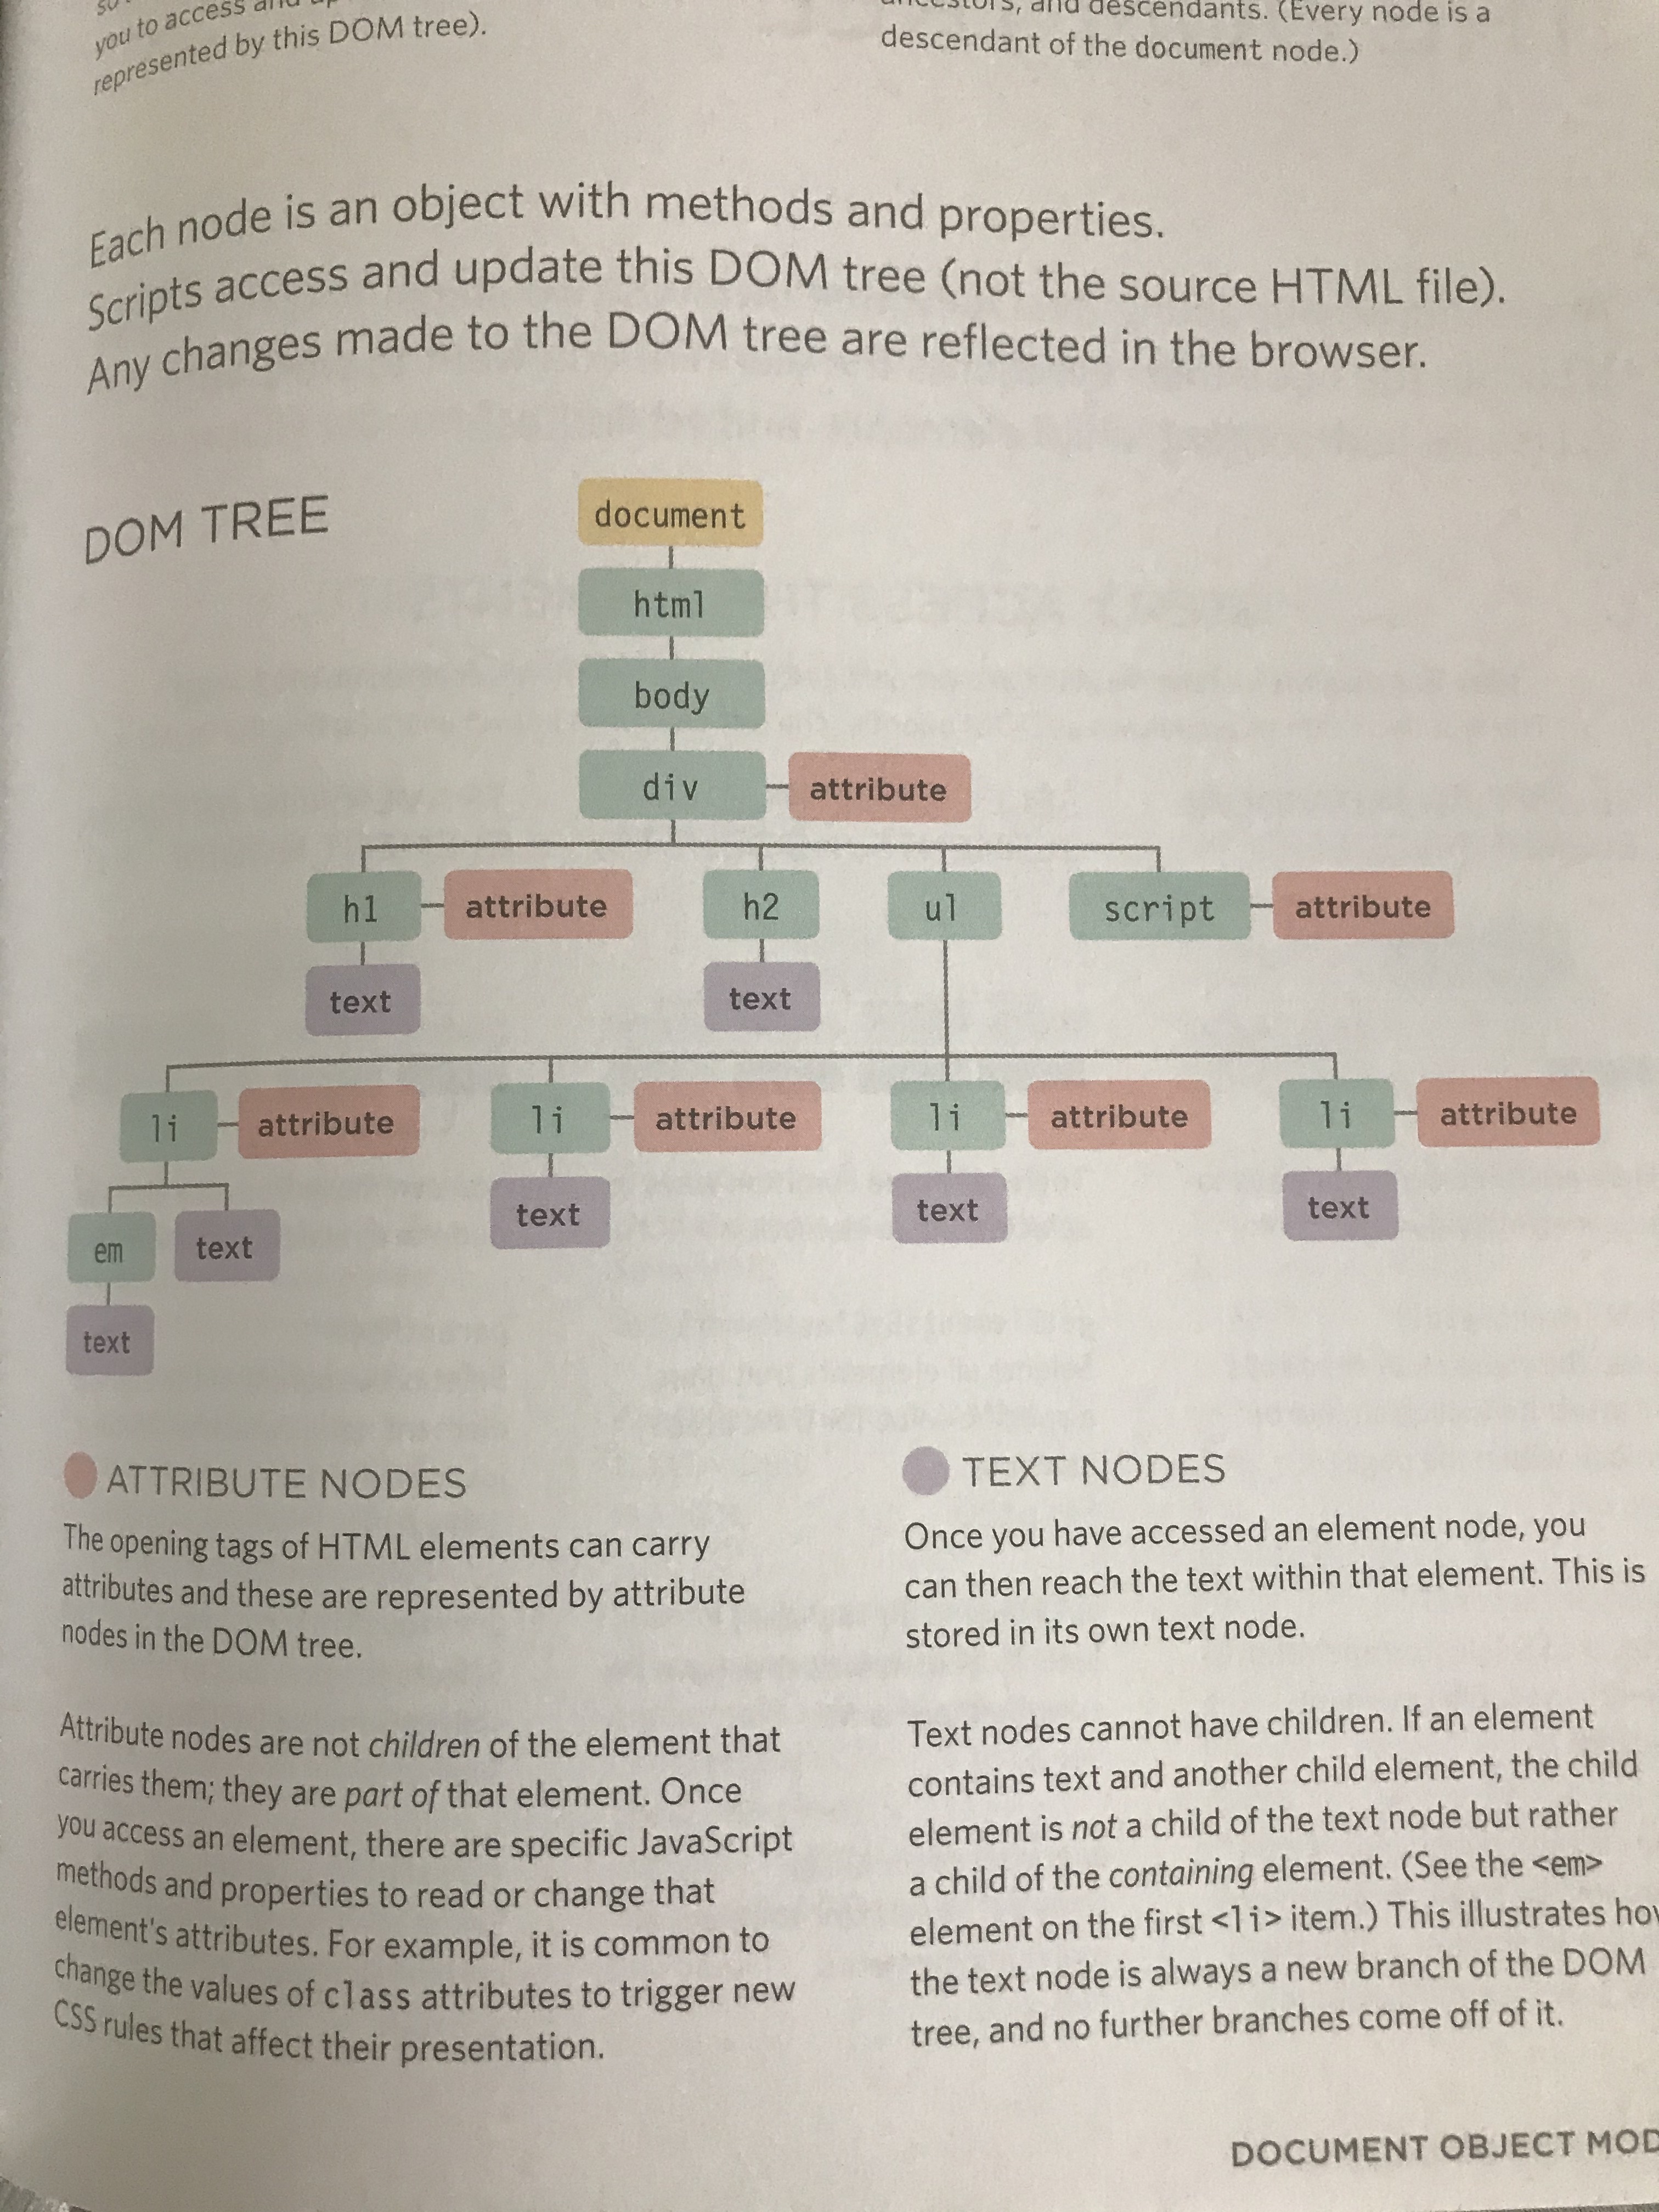 you to access and
represented by this DOM tree).
ancestors, and descendants. (Every node is a
descendant of the document node.)
Each node is an object with methods and properties.
Scripts access and update this DOM tree (not the source HTML file).
Any changes made to the DOM tree are reflected in the browser.
DOM TREE
document
html
body
div attribute
h1 attribute h2 ul script attribute
text text
li attribute li attribute li attribute li attribute
em text text text text
text
ATTRIBUTE NODES
The opening tags of HTML elements can carry
attributes and these are represented by attribute
nodes in the DOM tree.
Attribute nodes are not children of the element that
carries them; they are part of that element. Once
you access an element, there are specific JavaScript
methods and properties to read or change that
element's attributes. For example, it is common to
change the values of class attributes to trigger new
CSS rules that affect their presentation.
TEXT NODES
Once you have accessed an element node, you
can then reach the text within that element. This is
stored in its own text node.
Text nodes cannot have children. If an element
contains text and another child element, the child
element is not a child of the text node but rather
a child of the containing element. (See the <em>
element on the first <li> item.) This illustrates how
the text node is always a new branch of the DOM
tree, and no further branches come off of it.
DOCUMENT OBJECT MOD